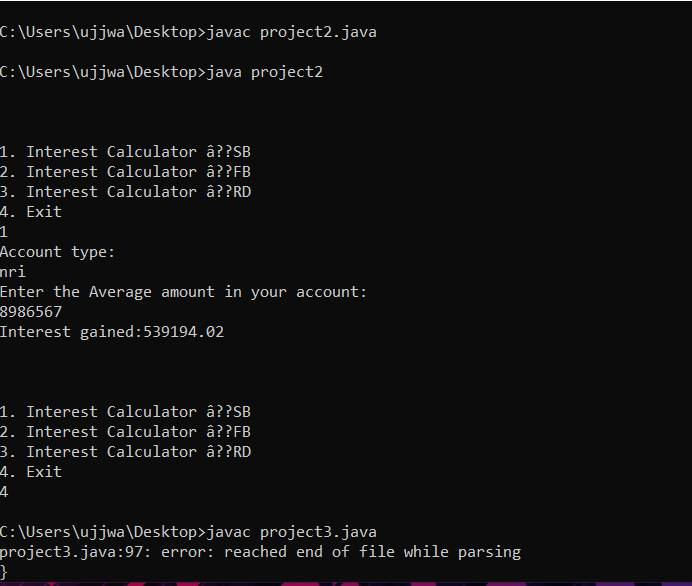 C:\Users\ujjwa\Desktop>javac project2.java
C:\Users\ujjwa\Desktop>java project2
1. Interest Calculator â??SB
2. Interest Calculator â??FB
3. Interest Calculator â??RD
4. Exit
1
Account type:
nri
Enter the Average amount in your account:
8986567
Interest gained:539194.02
1. Interest Calculator â??SB
2. Interest Calculator â??FB
3. Interest Calculator â??RD
4. Exit
4
C:\Users\ujjwa\Desktop>javac project3.java
project3.java:97: error: reached end of file while parsing
}